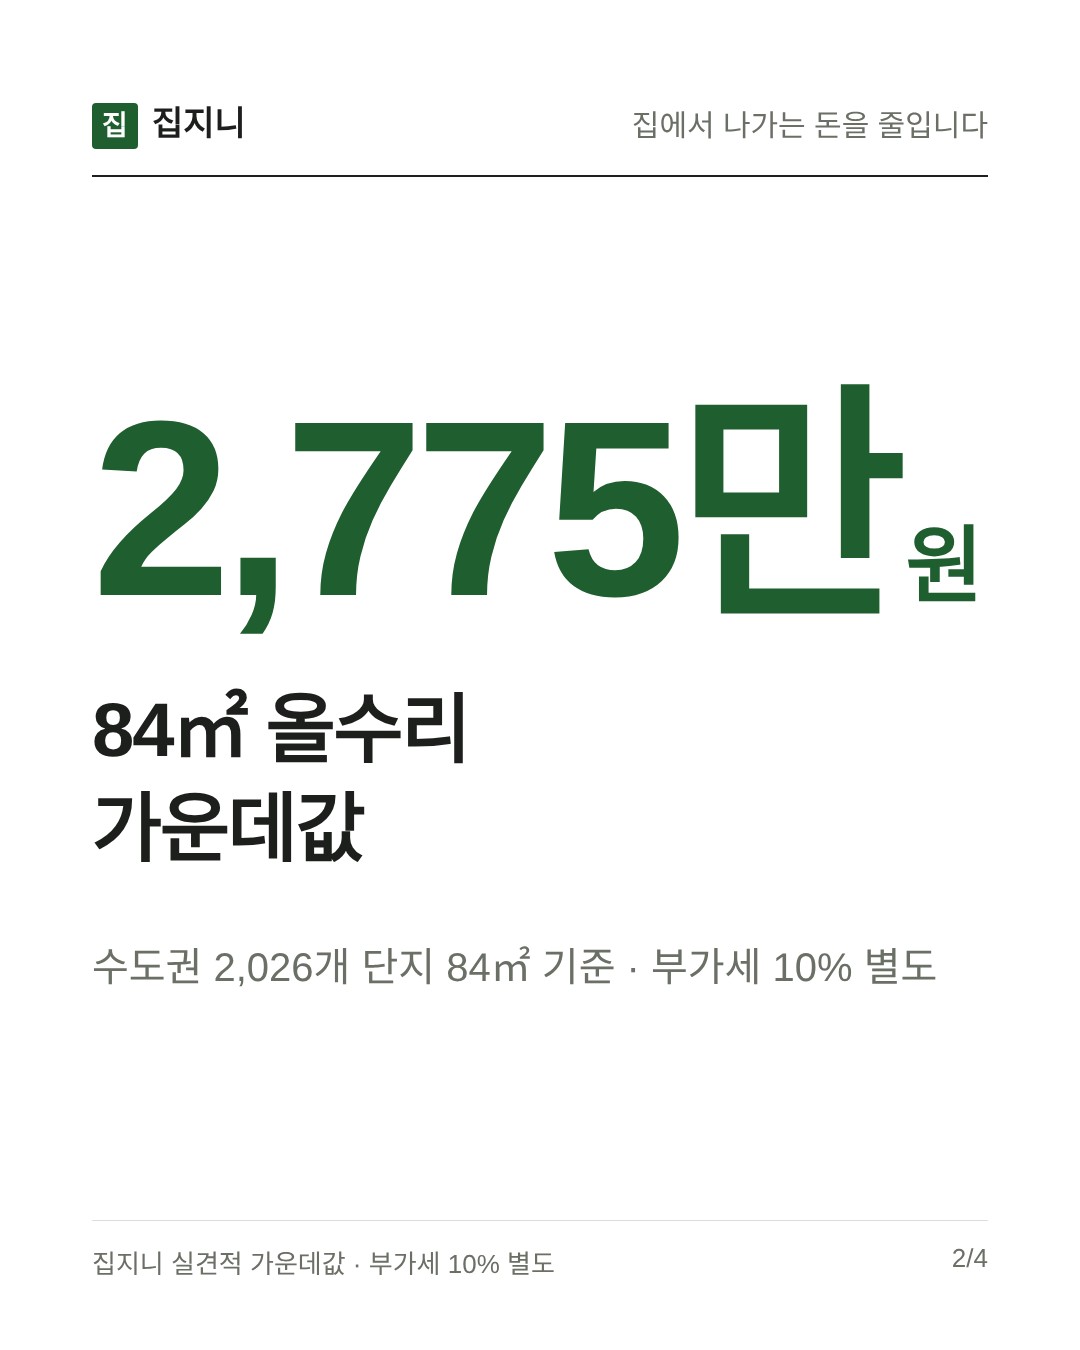 집 집지니
집에서 나가는 돈을 줄입니다
2,775만원
84㎡ 올수리
가운데값
수도권 2,026개 단지 84㎡ 기준 · 부가세 10% 별도
집지니 실견적 가운데값 · 부가세 10% 별도
2/4